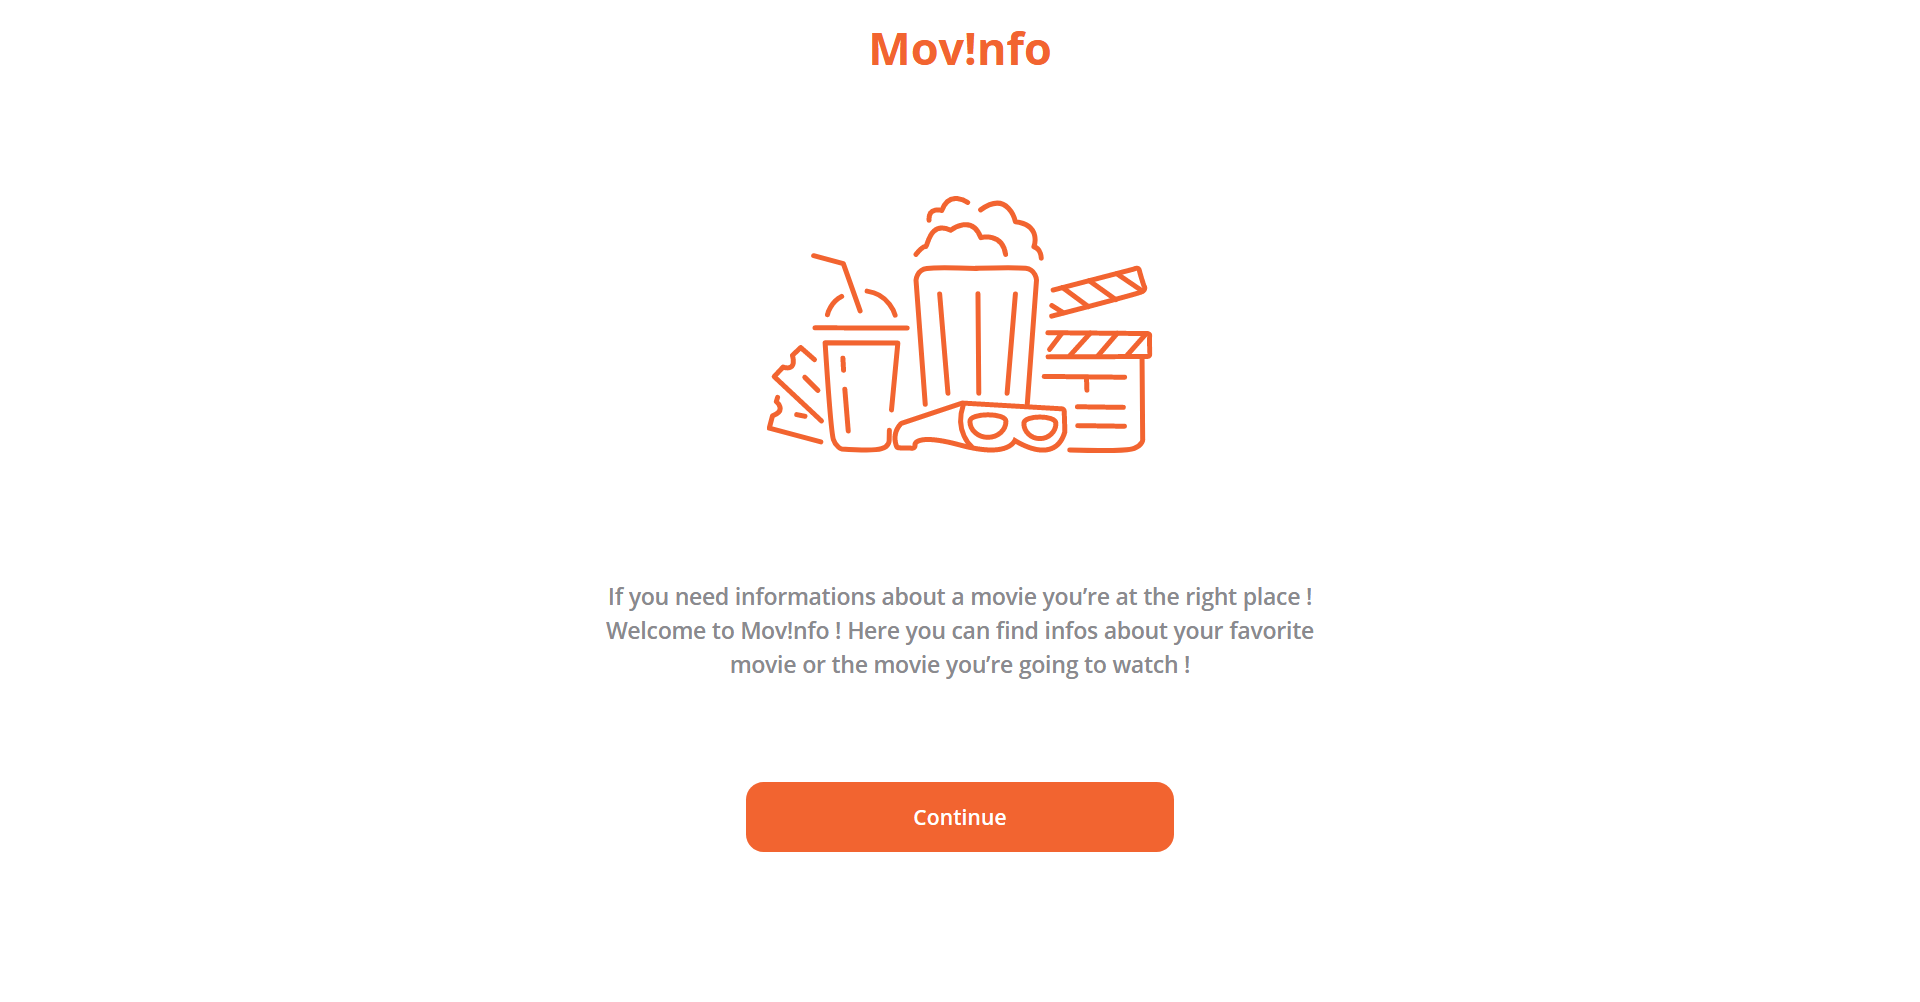 Mov!nfo
If you need informations about a movie you’re at the right place !
Welcome to Mov!nfo ! Here you can find infos about your favorite
movie or the movie you’re going to watch !
Continue